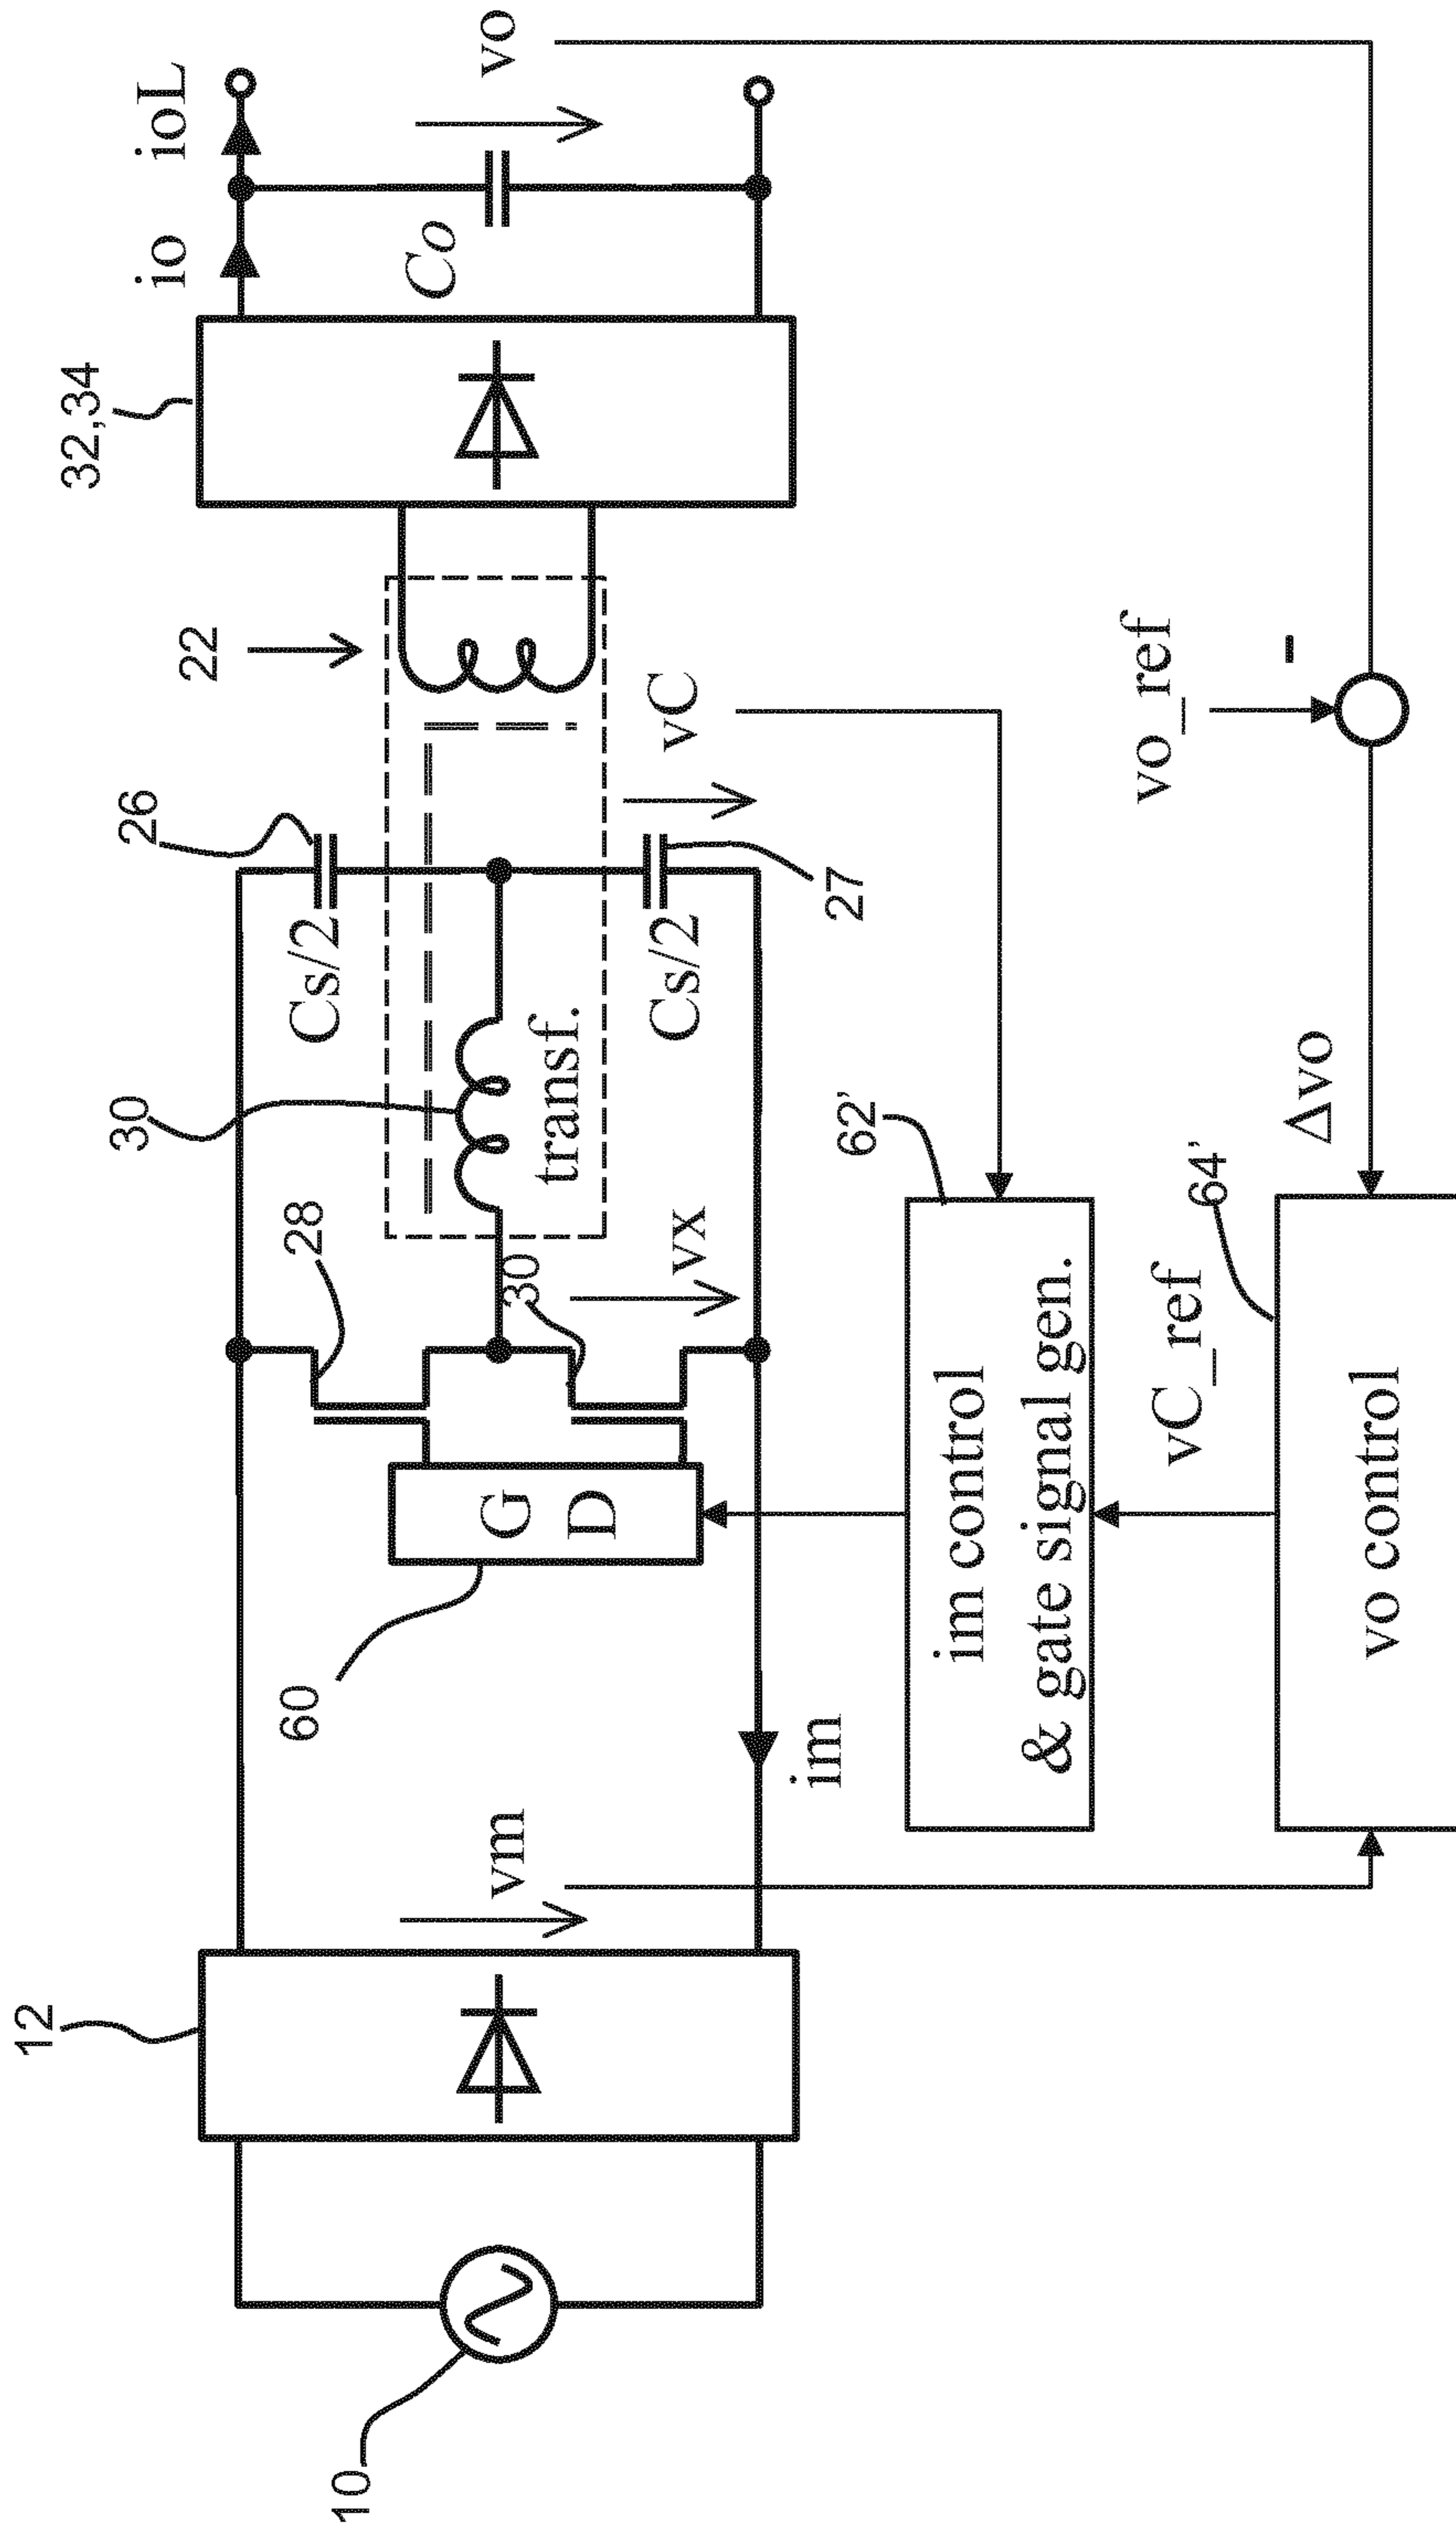 10
12
vm
im
60
G
D
28
30
vx
30
transf.
Cs/2
26
Cs/2
27
vC
22
32,34
io
ioL
Co
vo
im control
& gate signal gen.
62'
vC_ref
vo control
64'
Δvo
vo_ref
-